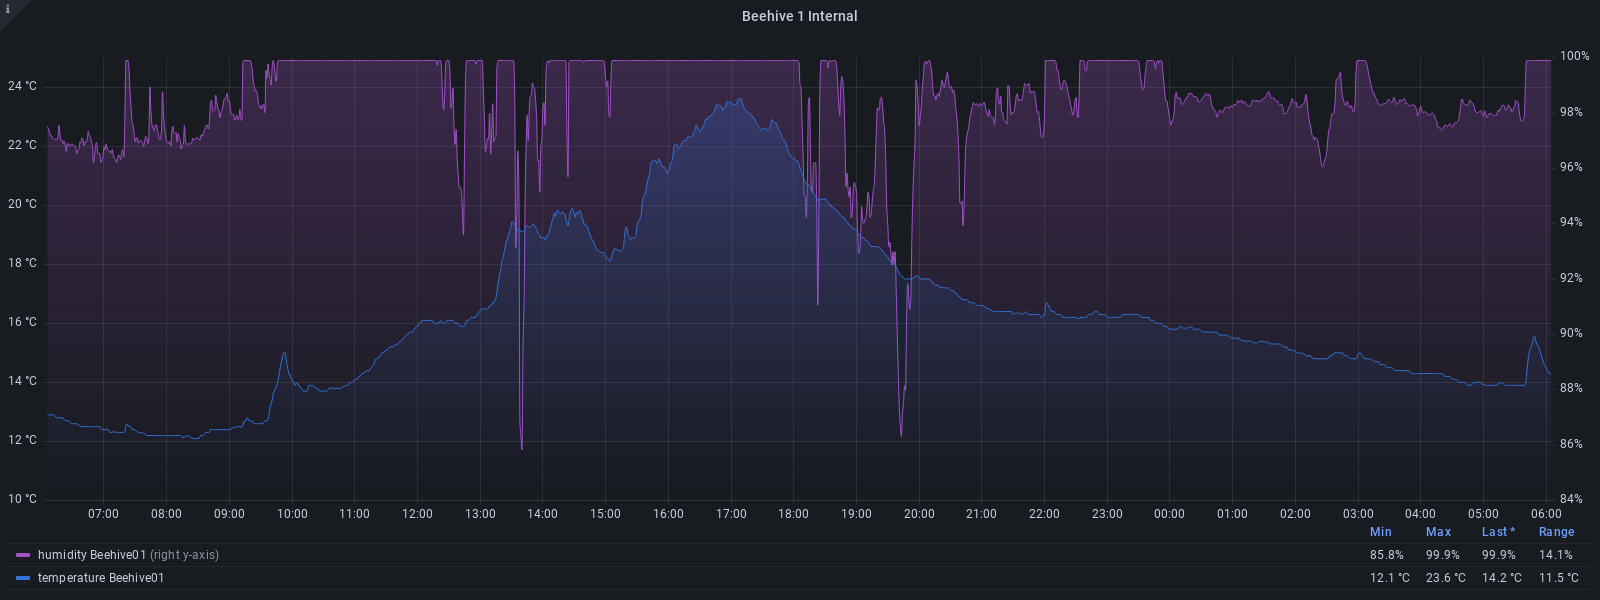 i
Beehive 1 Internal
24 °C
22 °C
20 °C
18 °C
16 °C
14 °C
12 °C
10 °C
100%
98%
96%
94%
92%
90%
88%
86%
84%
07:00 08:00 09:00 10:00 11:00 12:00 13:00 14:00 15:00 16:00 17:00 18:00 19:00 20:00 21:00 22:00 23:00 00:00 01:00 02:00 03:00 04:00 05:00 06:00
Min Max Last * Range
humidity Beehive01 (right y-axis) 85.8% 99.9% 99.9% 14.1%
temperature Beehive01 12.1 °C 23.6 °C 14.2 °C 11.5 °C